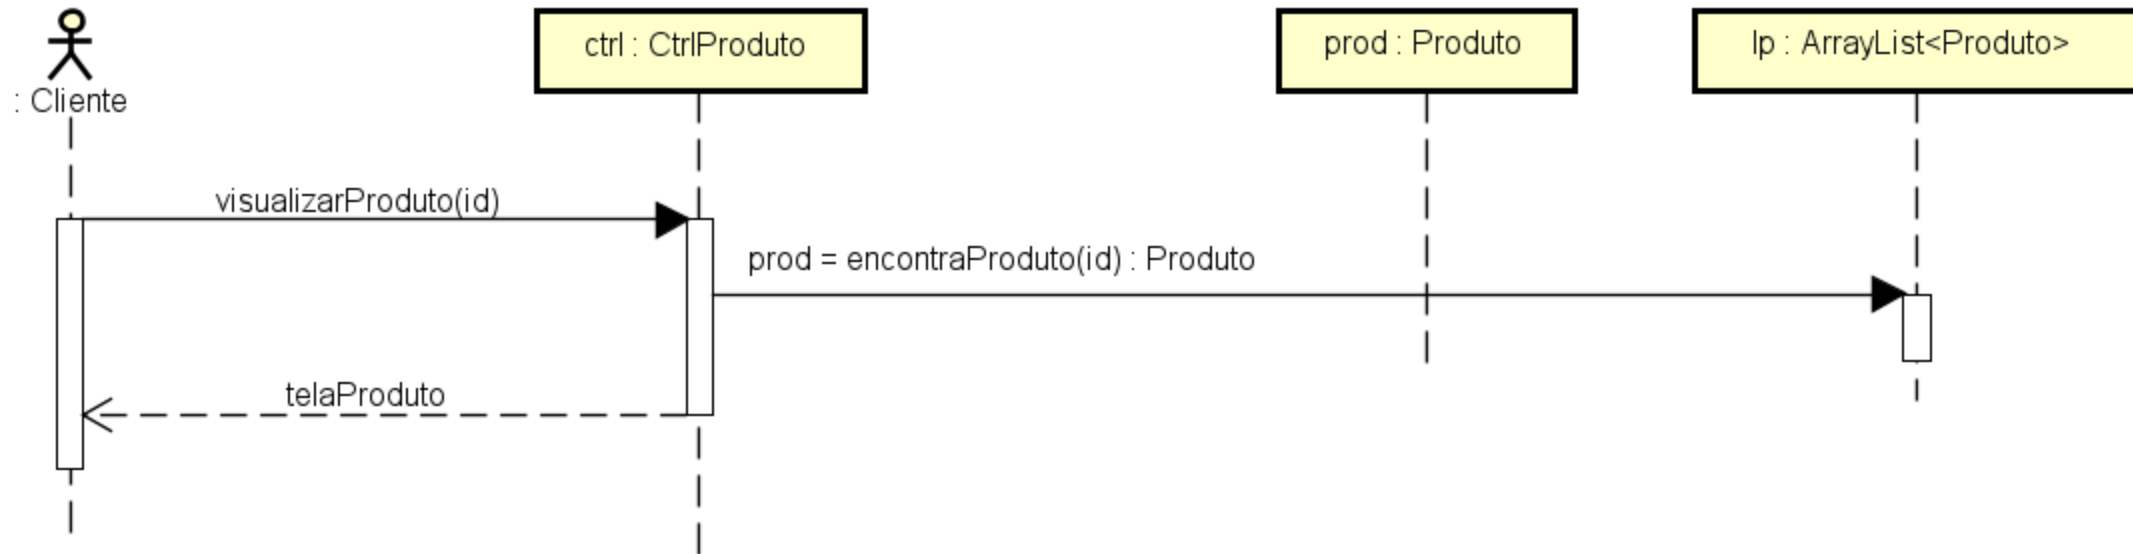 : Cliente
ctrl : CtrlProduto
prod : Produto
lp : ArrayList<Produto>
visualizarProduto(id)
prod = encontraProduto(id) : Produto
telaProduto